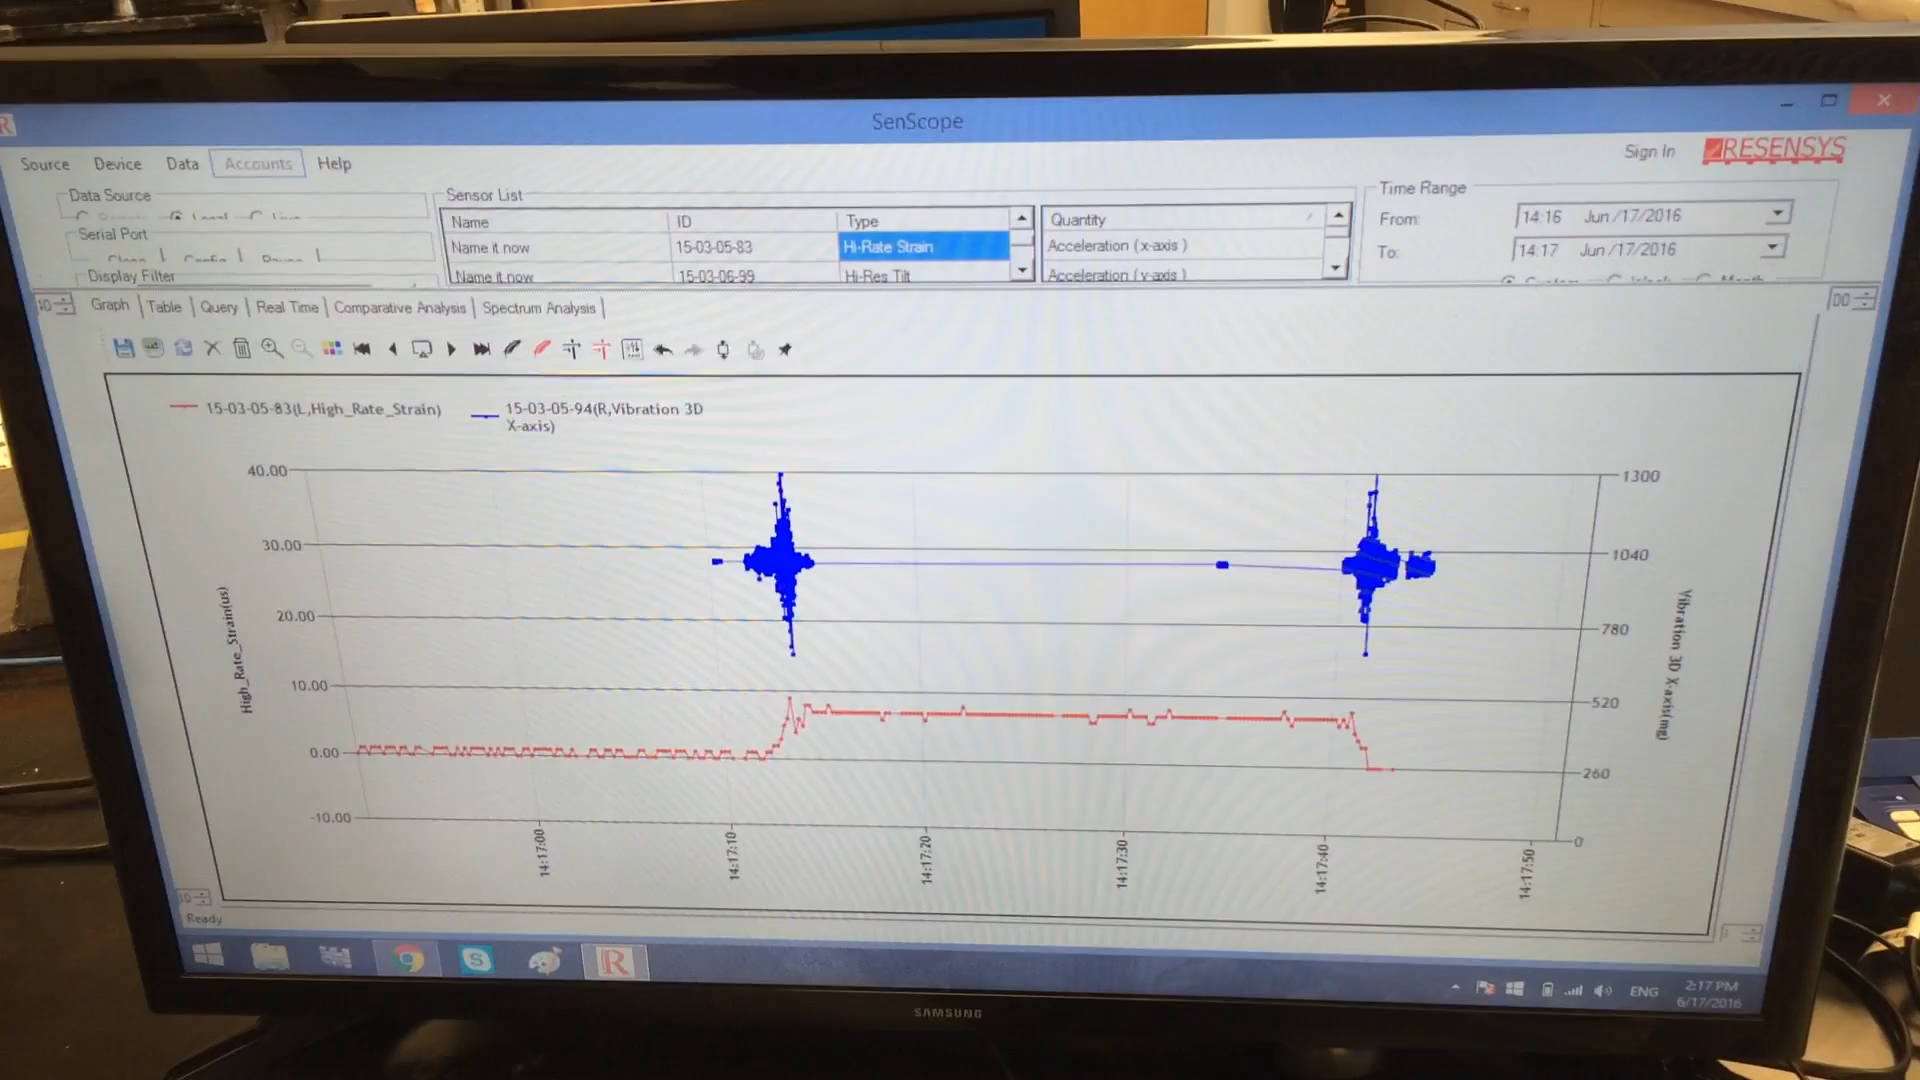 SenScope
R
Source Device Data Accounts Help
Sign In RESENSYS
Data Source
Local Live
Serial Port
Display Filter
Sensor List
Name ID Type
Name it now 15-03-05-83 Hi-Rate Strain
Name it now 15-03-06-99 Hi-Res Tilt
Quantity
Acceleration (x-axis )
Acceleration ( y-axis )
Time Range
From: 14:16 Jun /17/2016
To: 14:17 Jun /17/2016
Custom Week Month
Graph Table Query Real Time Comparative Analysis Spectrum Analysis
15-03-05-83(L,High_Rate_Strain)
15-03-05-94(R,Vibration 3D
X-axis)
40.00
30.00
20.00
10.00
0.00
-10.00
High_Rate_Strain(us)
1300
1040
780
520
260
0
Vibration 3D X-axis(mg)
14:17:00
14:17:10
14:17:20
14:17:30
14:17:40
14:17:50
10
Ready
S
R
ENG
2:17 PM
6/17/2016
SAMSUNG